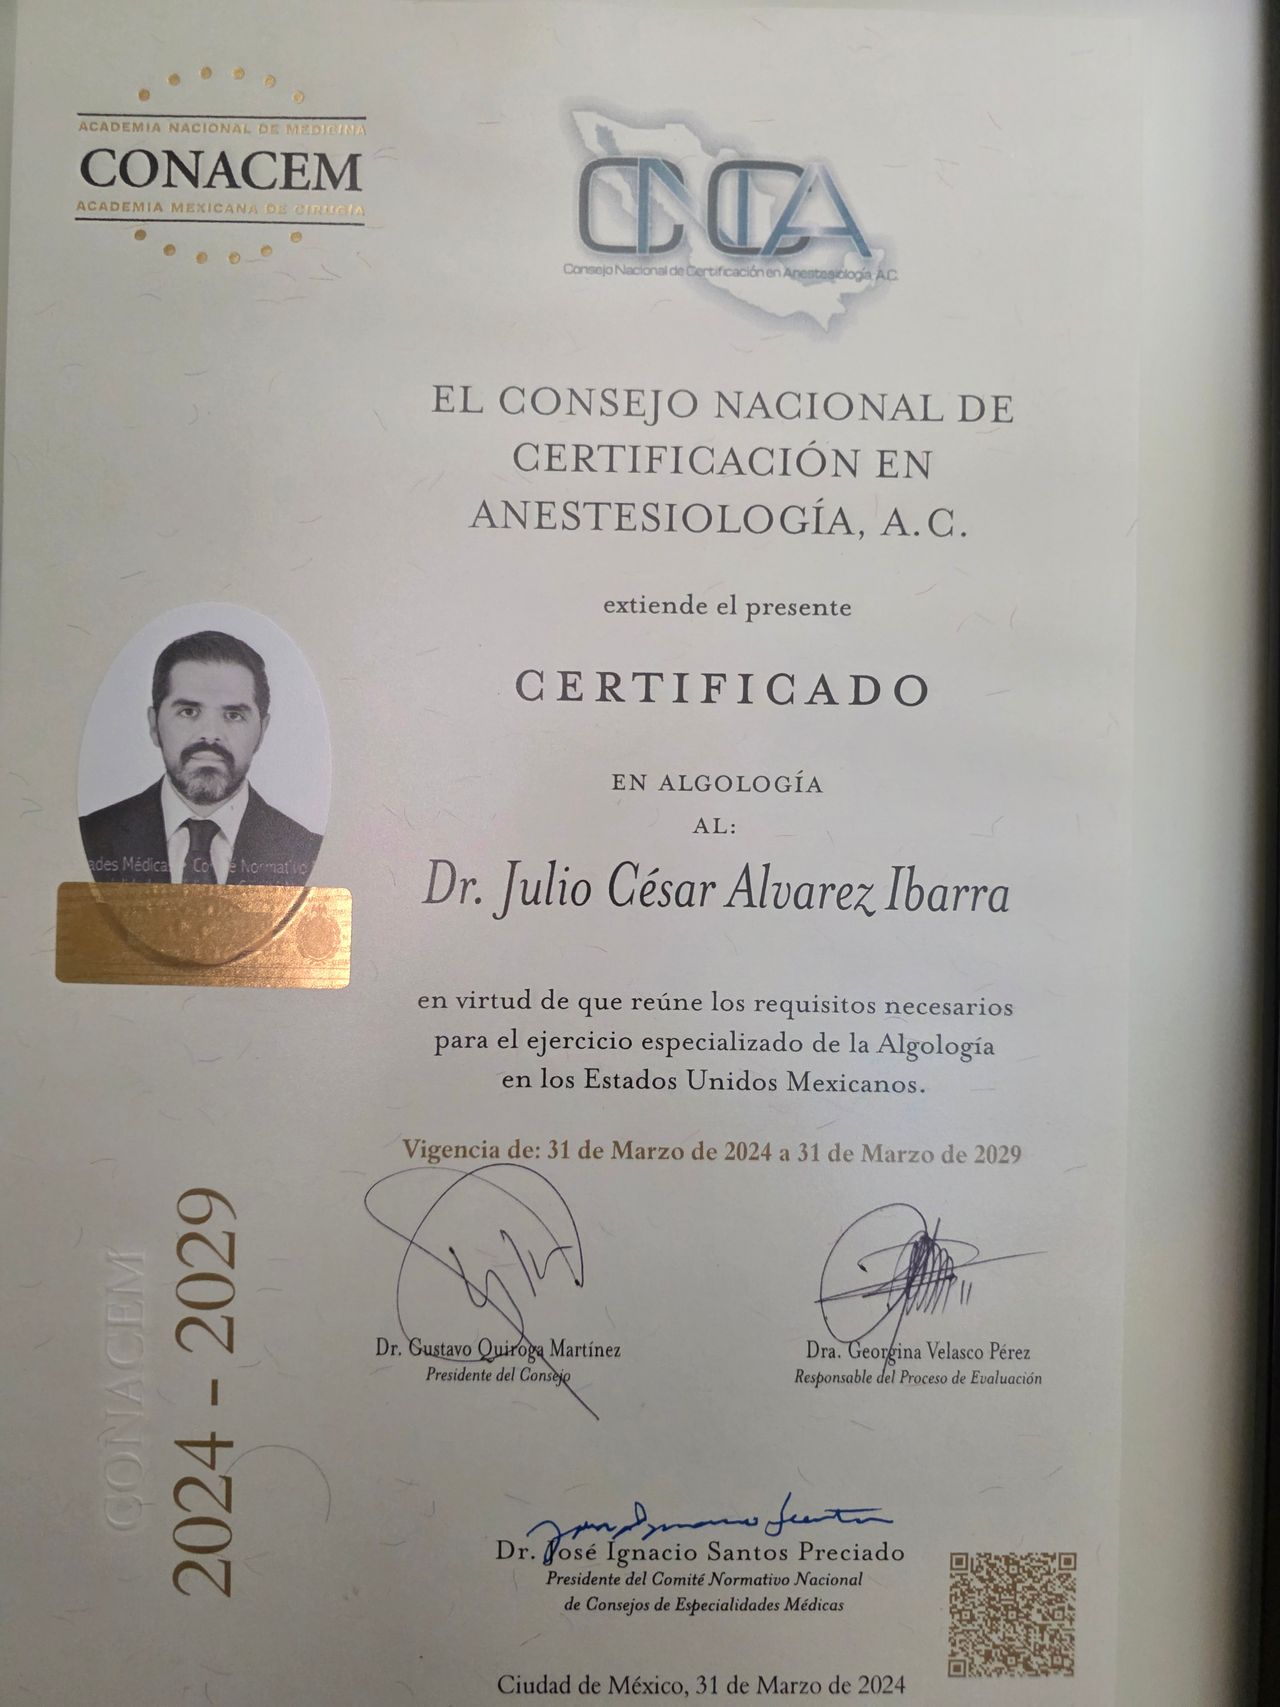 ACADEMIA NACIONAL DE MEDICINA
CONACEM
ACADEMIA MEXICANA DE CIRUGÍA
CNCA
Consejo Nacional de Certificación en Anestesiología, A.C.
EL CONSEJO NACIONAL DE
CERTIFICACIÓN EN
ANESTESIOLOGÍA, A.C.
extiende el presente
CERTIFICADO
EN ALGOLOGÍA
AL:
Dr. Julio César Alvarez Ibarra
ades Médica Co e Normativo
en virtud de que reúne los requisitos necesarios
para el ejercicio especializado de la Algología
en los Estados Unidos Mexicanos.
Vigencia de: 31 de Marzo de 2024 a 31 de Marzo de 2029
CONACEM
2024 - 2029
Dr. Gustavo Quiroga Martínez
Presidente del Consejo
Dra. Georgina Velasco Pérez
Responsable del Proceso de Evaluación
Dr. José Ignacio Santos Preciado
Presidente del Comité Normativo Nacional
de Consejos de Especialidades Médicas
Ciudad de México, 31 de Marzo de 2024